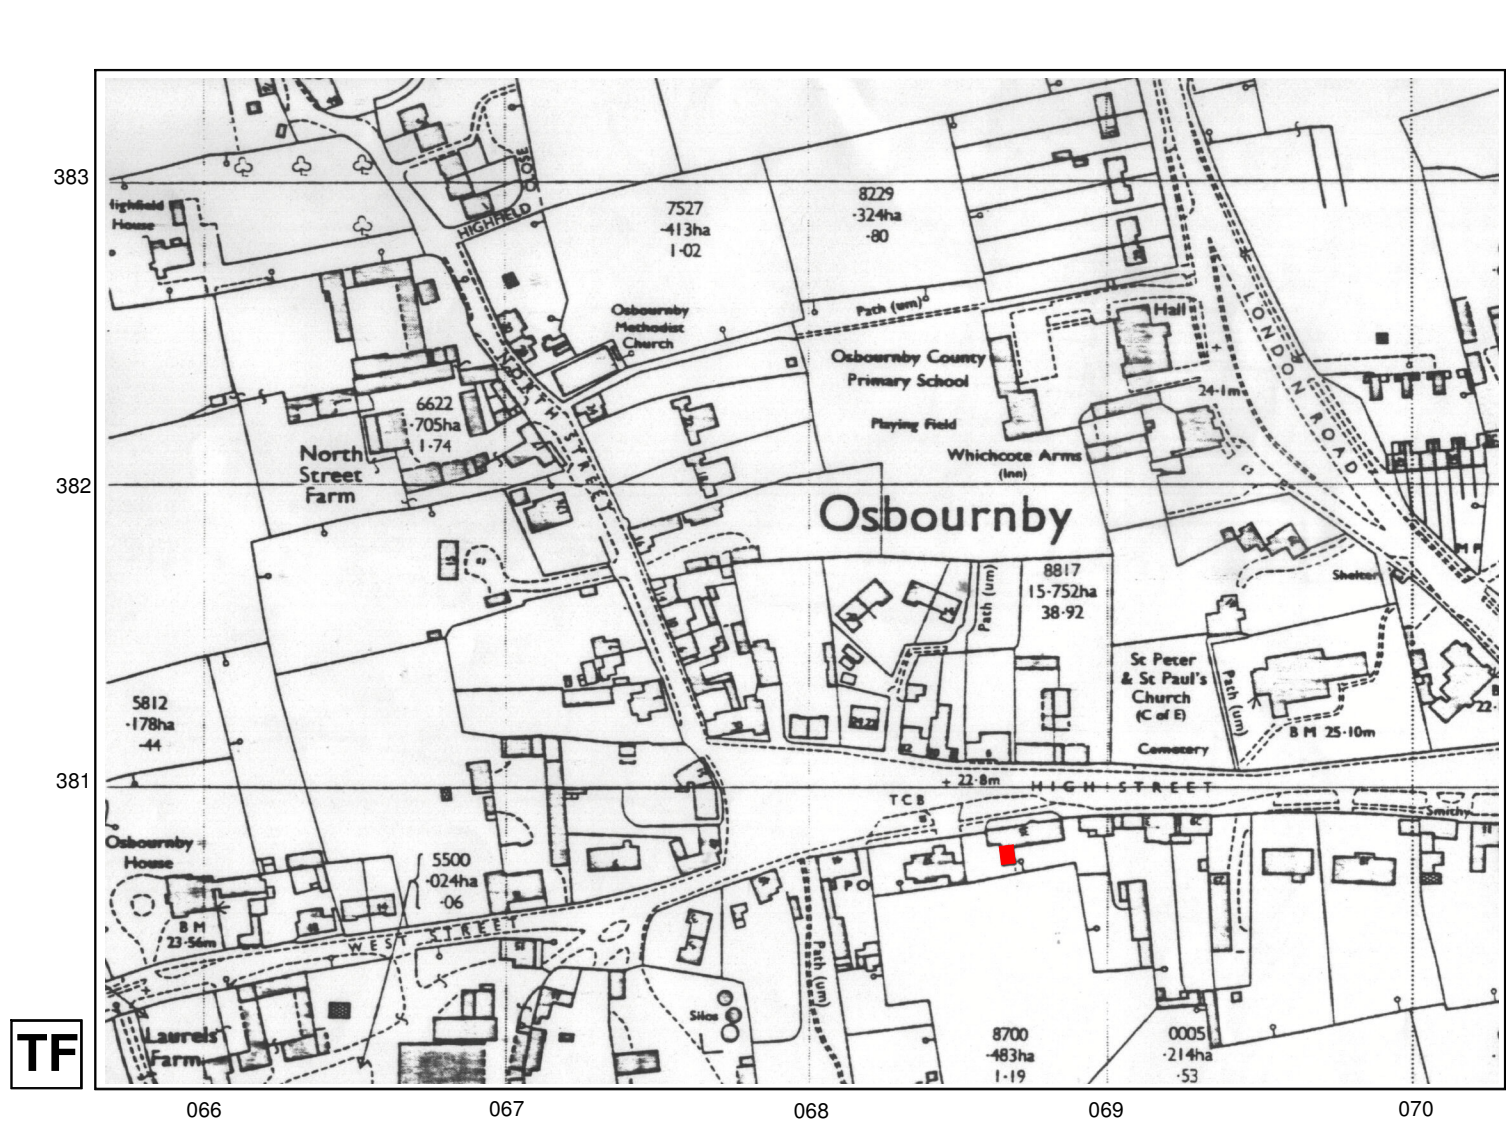 383
CLOSE
HIGHFIELD
Highfield
House
7527
·413ha
1·02
8229
·324ha
·80
Path (um)
Osbournby
Methodist
Church
Hall
LONDON ROAD
Osbournby County
Primary School
24·1m
NORTH STREET
6622
·705ha
1·74
Playing Field
North
Street
Farm
Whichcote Arms
(Inn)
382
Osbournby
M P
Shelter
8817
15·752ha
38·92
Path (um)
St Peter
& St Paul's
Church
(C of E)
Path (um)
5812
·178ha
·44
B M 25·10m
22·
Cemetery
381
+ 22·8m
HIGH STREET
T C B
Smithy
Osbournby
House
5500
·024ha
·06
P O
B M
23·56m
WEST STREET
Path (um)
Silos
Laurels
Farm
8700
·483ha
1·19
0005
·214ha
·53
TF
066
067
068
069
070